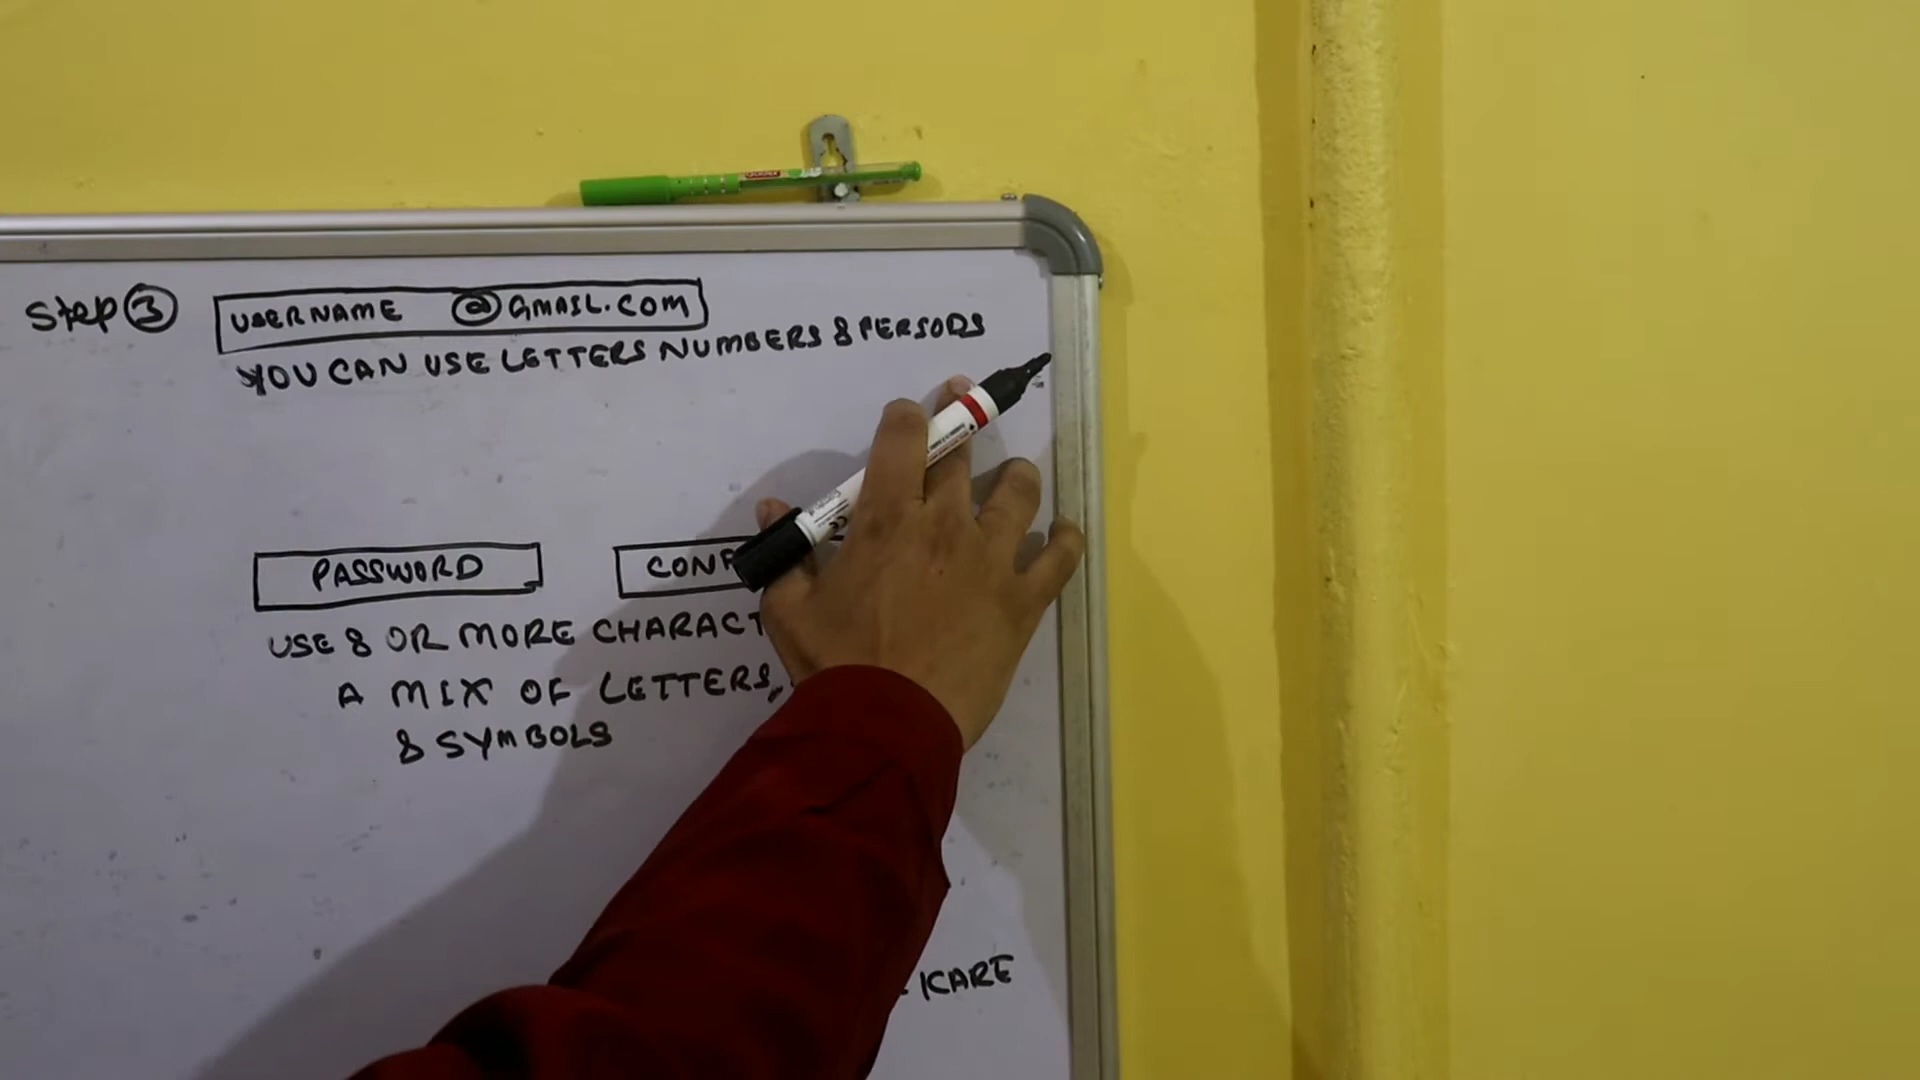 Step 3 USERNAME @GMAIL.COM
YOU CAN USE LETTERS NUMBERS & PERSODS
PASSWORD CONF
USE 8 OR MORE CHARACT
A MIX OF LETTERS,
& SYMBOLS
KARE